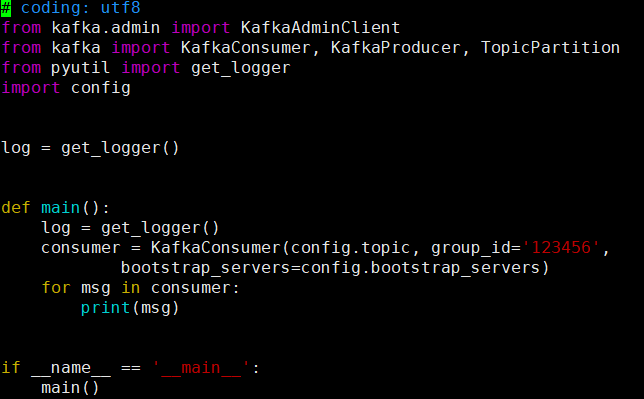 # coding: utf8
from kafka.admin import KafkaAdminClient
from kafka import KafkaConsumer, KafkaProducer, TopicPartition
from pyutil import get_logger
import config
log = get_logger()
def main():
    log = get_logger()
    consumer = KafkaConsumer(config.topic, group_id='123456',
            bootstrap_servers=config.bootstrap_servers)
    for msg in consumer:
        print(msg)
if __name__ == '__main__':
    main()